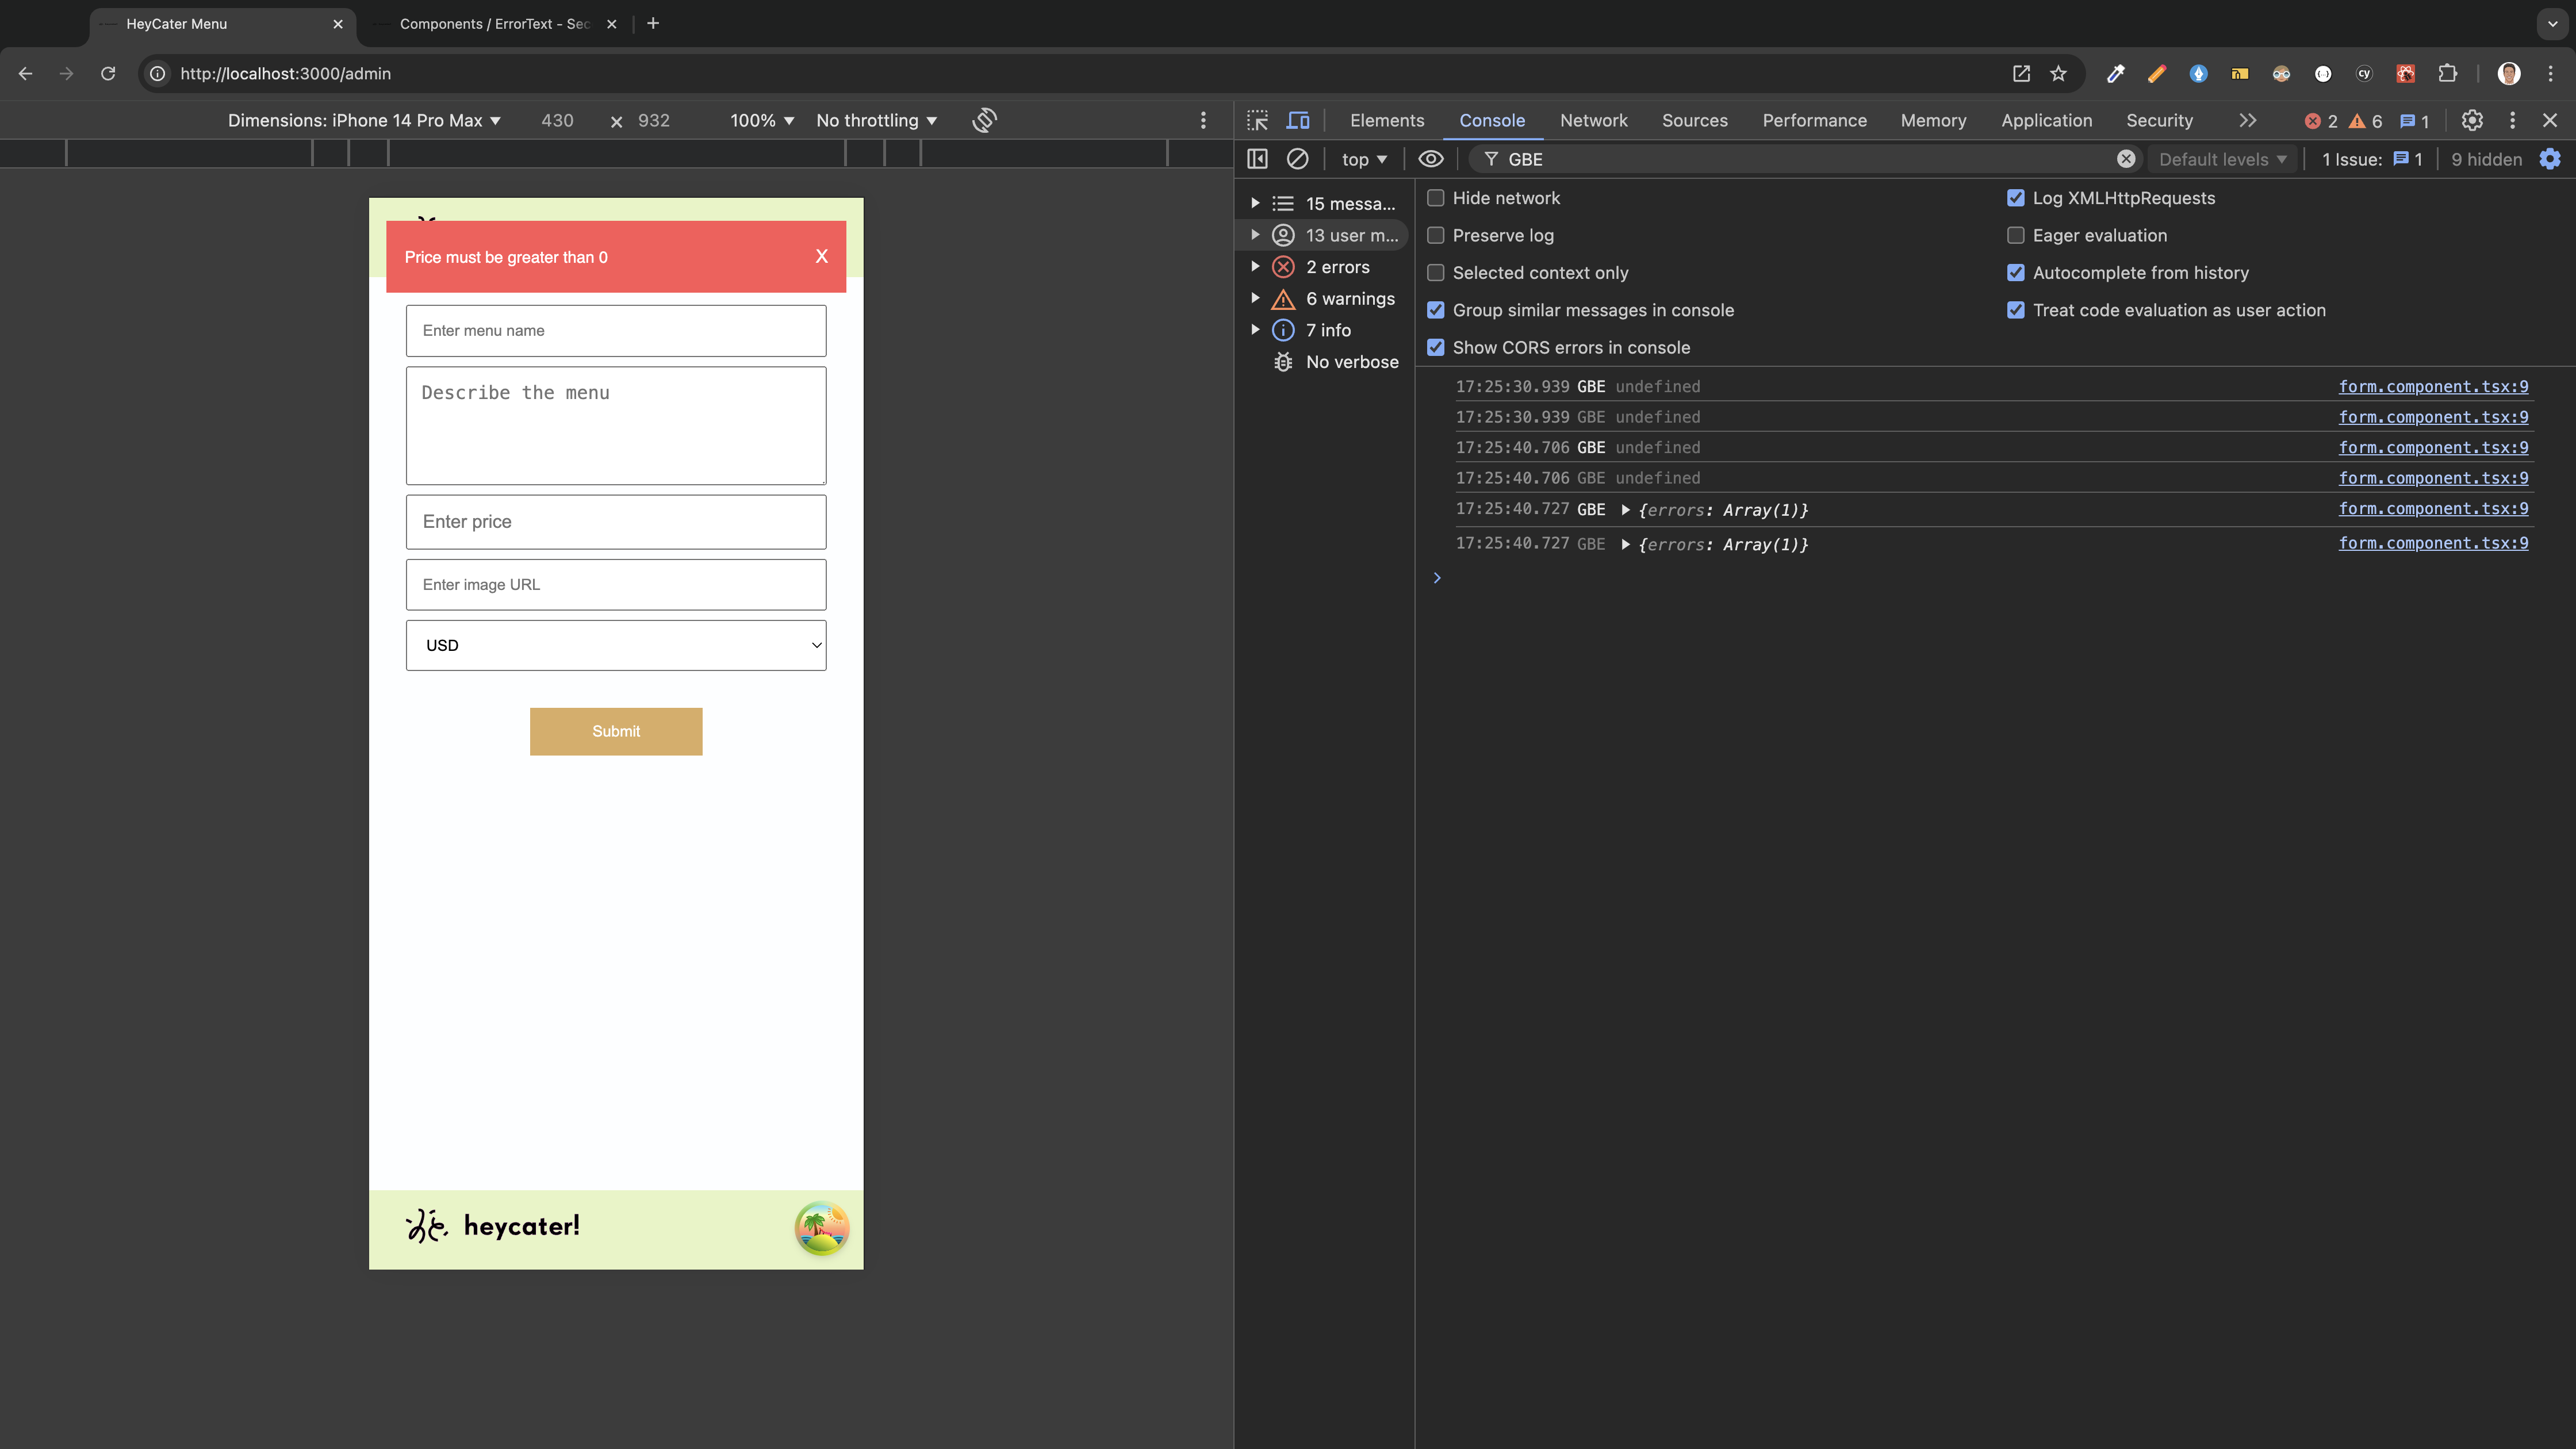 HeyCater Menu
Components / ErrorText - Sec
http://localhost:3000/admin
cy
Dimensions: iPhone 14 Pro Max 430 × 932 100% No throttling
Elements Console Network Sources Performance Memory Application Security 2 6 1
top GBE Default levels 1 Issue: 1 9 hidden
15 messa...
13 user m...
2 errors
6 warnings
7 info
No verbose
Hide network
Log XMLHttpRequests
Preserve log
Eager evaluation
Selected context only
Autocomplete from history
Group similar messages in console
Treat code evaluation as user action
Show CORS errors in console
17:25:30.939 GBE undefined form.component.tsx:9
17:25:30.939 GBE undefined form.component.tsx:9
17:25:40.706 GBE undefined form.component.tsx:9
17:25:40.706 GBE undefined form.component.tsx:9
17:25:40.727 GBE {errors: Array(1)} form.component.tsx:9
17:25:40.727 GBE {errors: Array(1)} form.component.tsx:9
Price must be greater than 0 X
Enter menu name
Describe the menu
Enter price
Enter image URL
USD
Submit
heycater!